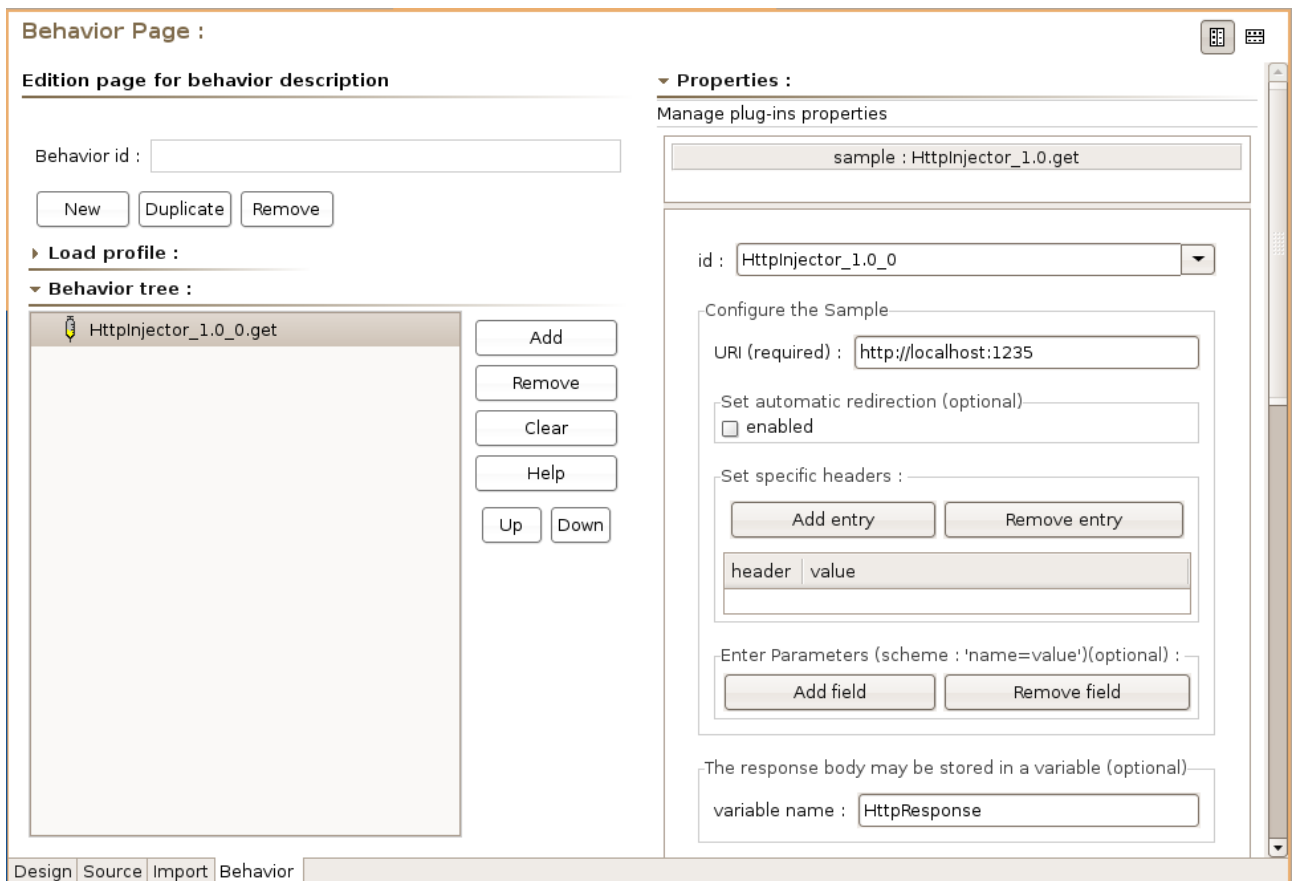 Behavior Page :
Edition page for behavior description
Behavior id :
New Duplicate Remove
Load profile :
Behavior tree :
HttpInjector_1.0_0.get
Add
Remove
Clear
Help
Up Down
Properties :
Manage plug-ins properties
sample : HttpInjector_1.0.get
id : HttpInjector_1.0_0
Configure the Sample
URI (required) : http://localhost:1235
Set automatic redirection (optional)
enabled
Set specific headers :
Add entry Remove entry
header value
Enter Parameters (scheme : 'name=value')(optional) :
Add field Remove field
The response body may be stored in a variable (optional)
variable name : HttpResponse
Design Source Import Behavior